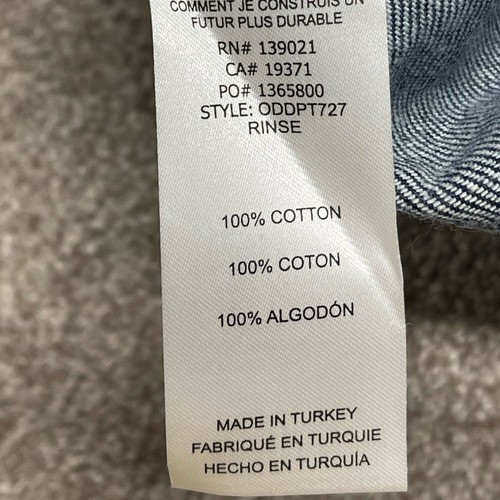 COMMENT JE CONSTRUIS UN
FUTUR PLUS DURABLE
RN# 139021
CA# 19371
PO# 1365800
STYLE: ODDPT727
RINSE
100% COTTON
100% COTON
100% ALGODÓN
MADE IN TURKEY
FABRIQUÉ EN TURQUIE
HECHO EN TURQUÍA